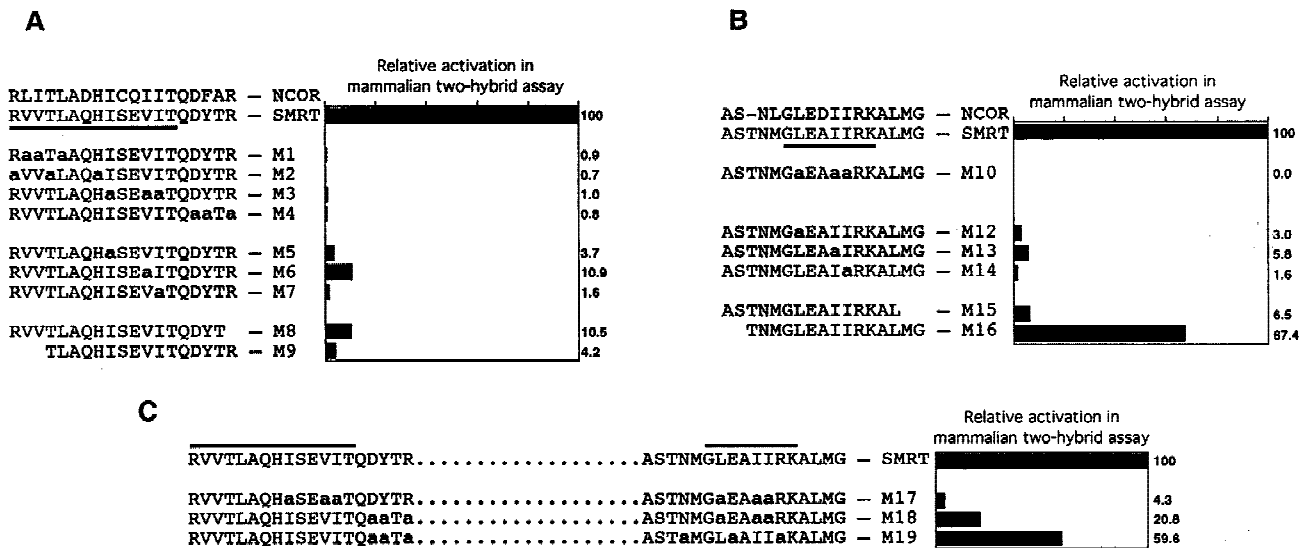 A
Relative activation in
mammalian two-hybrid assay
RLITLADHICQIITQDFAR — NCOR
RVVTLAQHISEVITQDYTR — SMRT 100
RaaTaAQHISEVITQDYTR — M1 0.9
aVVaLAQaISEVITQDYTR — M2 0.7
RVVTLAQHaSEaaTQDYTR — M3 1.0
RVVTLAQHISEVITQaaTa — M4 0.8
RVVTLAQHaSEVITQDYTR — M5 3.7
RVVTLAQHISEaITQDYTR — M6 10.9
RVVTLAQHISEVaTQDYTR — M7 1.6
RVVTLAQHISEVITQDYT — M8 10.5
TLAQHISEVITQDYTR — M9 4.2
B
Relative activation in
mammalian two-hybrid assay
AS-NLGLEDIIRKALMG — NCOR
ASTNMGLEAIIRKALMG — SMRT 100
ASTNMGaEAaaRKALMG — M10 0.0
ASTNMGaEAIIRKALMG — M12 3.0
ASTNMGLEAaIRKALMG — M13 5.8
ASTNMGLEAIaRKALMG — M14 1.6
ASTNMGLEAIIRKAL — M15 6.5
TNMGLEAIIRKALMG — M16 67.4
C
Relative activation in
mammalian two-hybrid assay
RVVTLAQHISEVITQDYTR...................ASTNMGLEAIIRKALMG — SMRT 100
RVVTLAQHaSEaaTQDYTR...................ASTNMGaEAaaRKALMG — M17 4.3
RVVTLAQHISEVITQaaTa...................ASTNMGaEAaaRKALMG — M18 20.8
RVVTLAQHISEVITQaaTa...................ASTaMGLaAIIaKALMG — M19 59.6